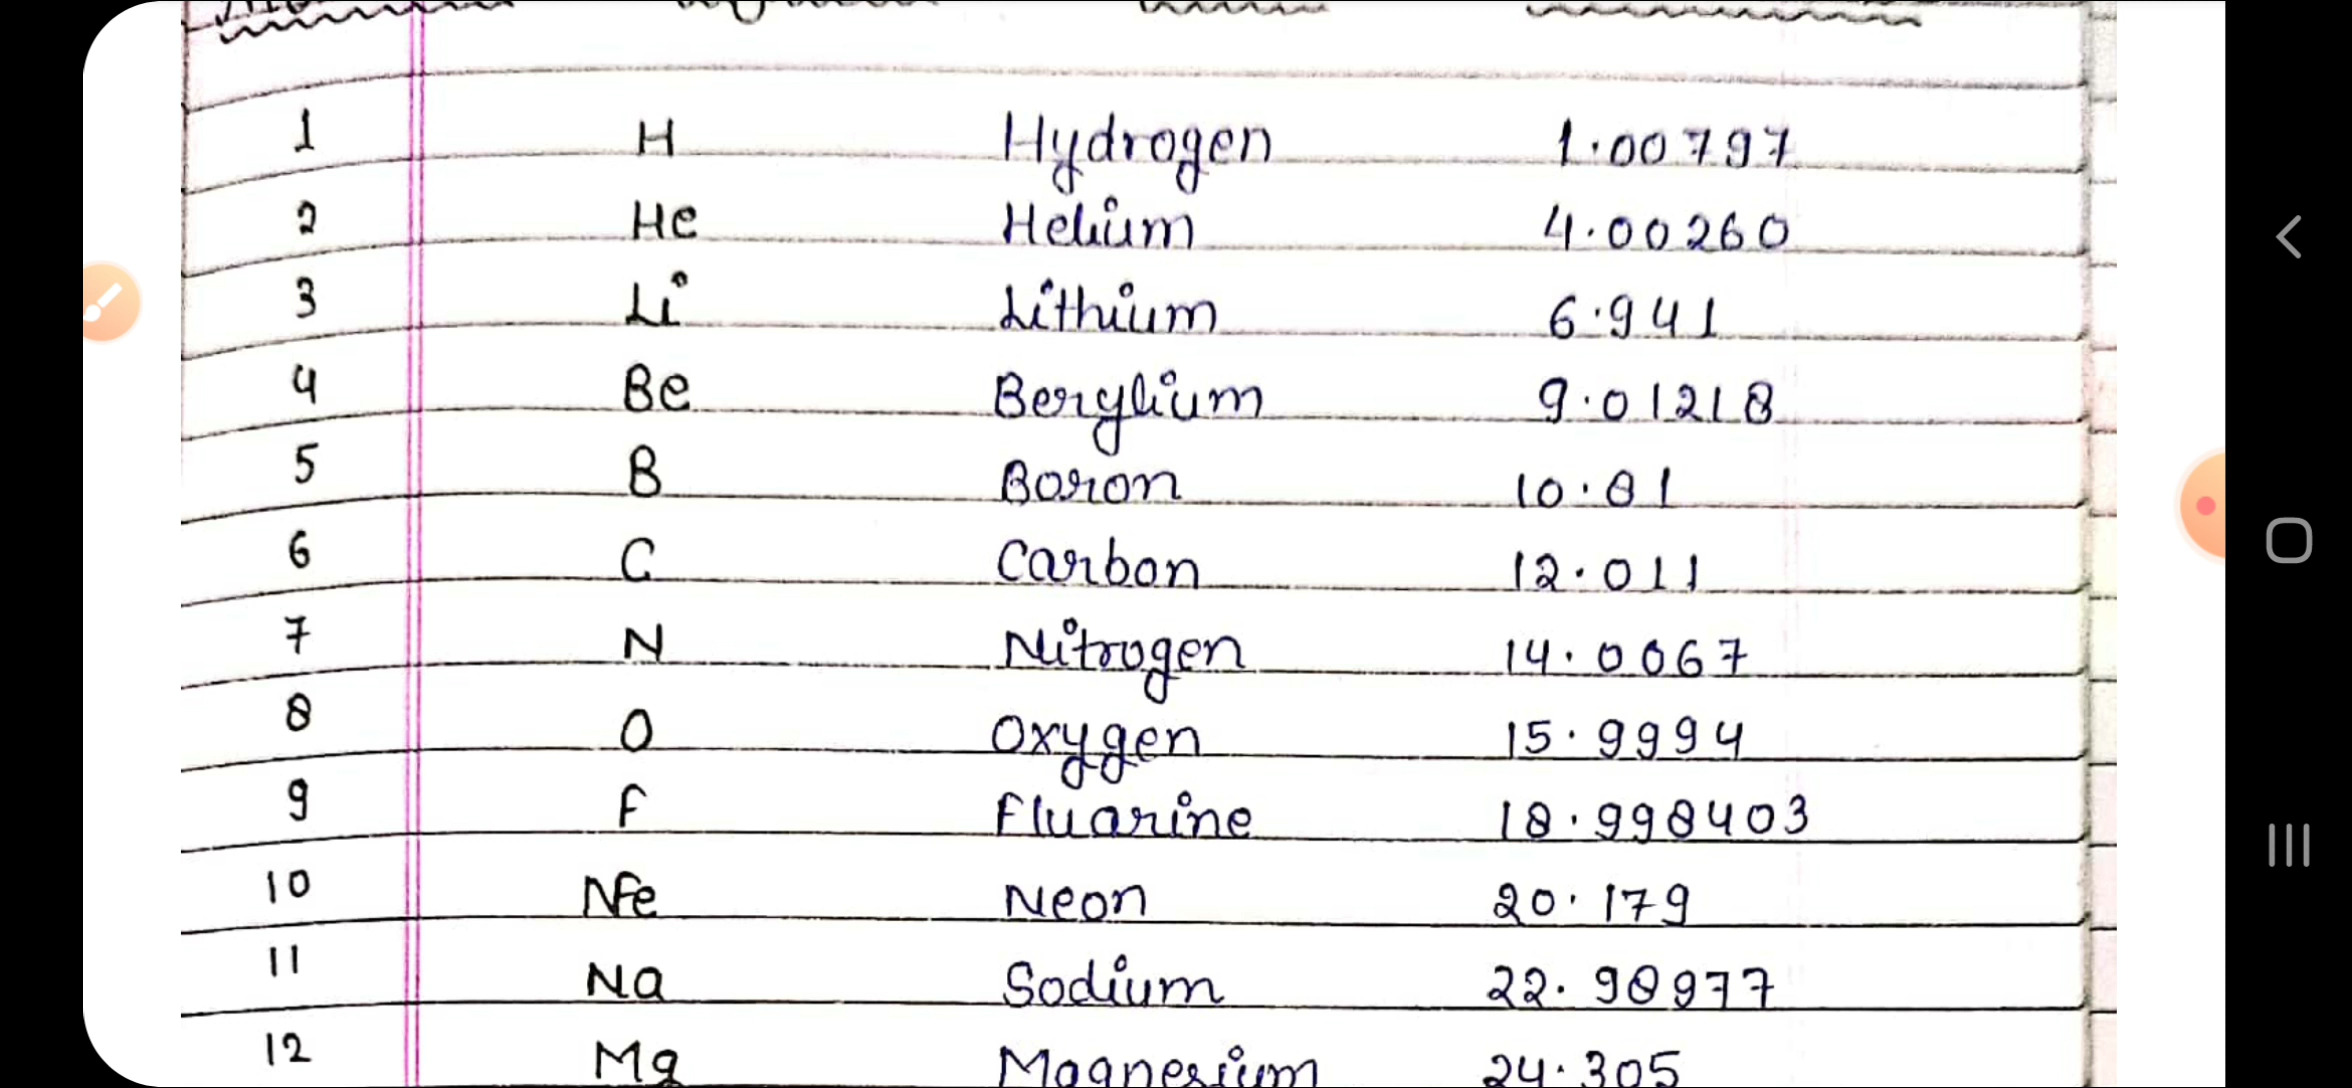 1 H Hydrogen 1.00797
2 He Helium 4.00260
3 Li Lithium 6.941
4 Be Berylium 9.01218
5 B Boron 10.81
6 C Carbon 12.011
7 N Nitrogen 14.0067
8 O Oxygen 15.9994
9 F Fluarine 18.998403
10 Ne Neon 20.179
11 Na Sodium 22.98977
12 Mg Magnesium 24.305